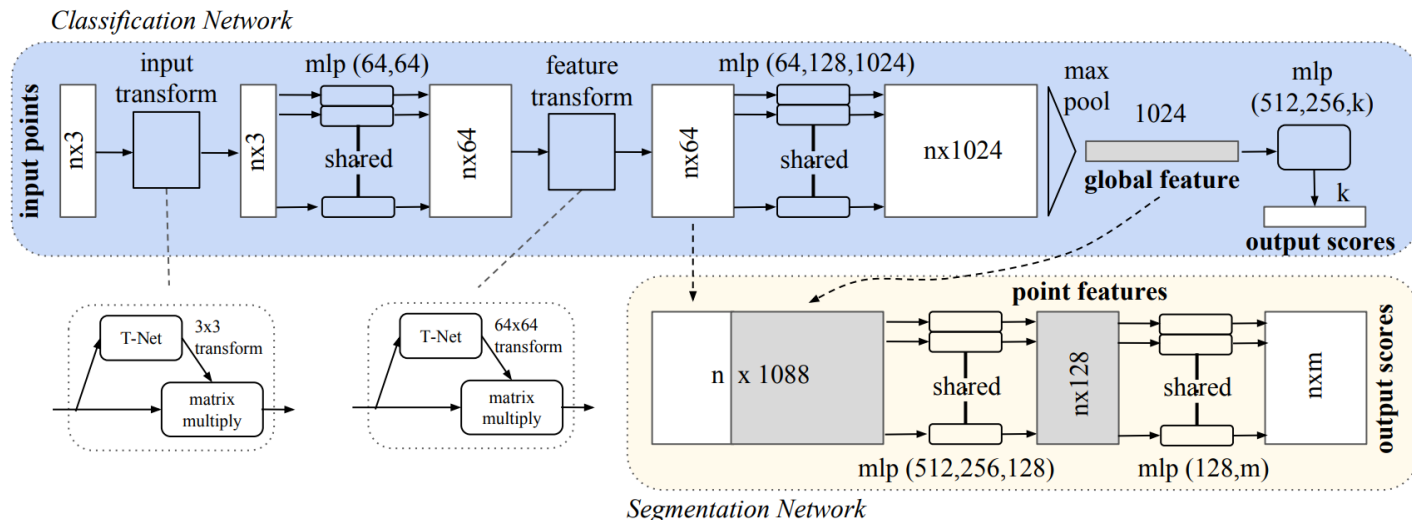 Classification Network
input points
nx3
input
transform
nx3
mlp (64,64)
shared
nx64
feature
transform
nx64
mlp (64,128,1024)
shared
nx1024
max
pool
1024
global feature
mlp
(512,256,k)
k
output scores
T-Net
3x3
transform
matrix
multiply
T-Net
64x64
transform
matrix
multiply
point features
n x 1088
shared
mlp (512,256,128)
nx128
shared
mlp (128,m)
nxm
output scores
Segmentation Network